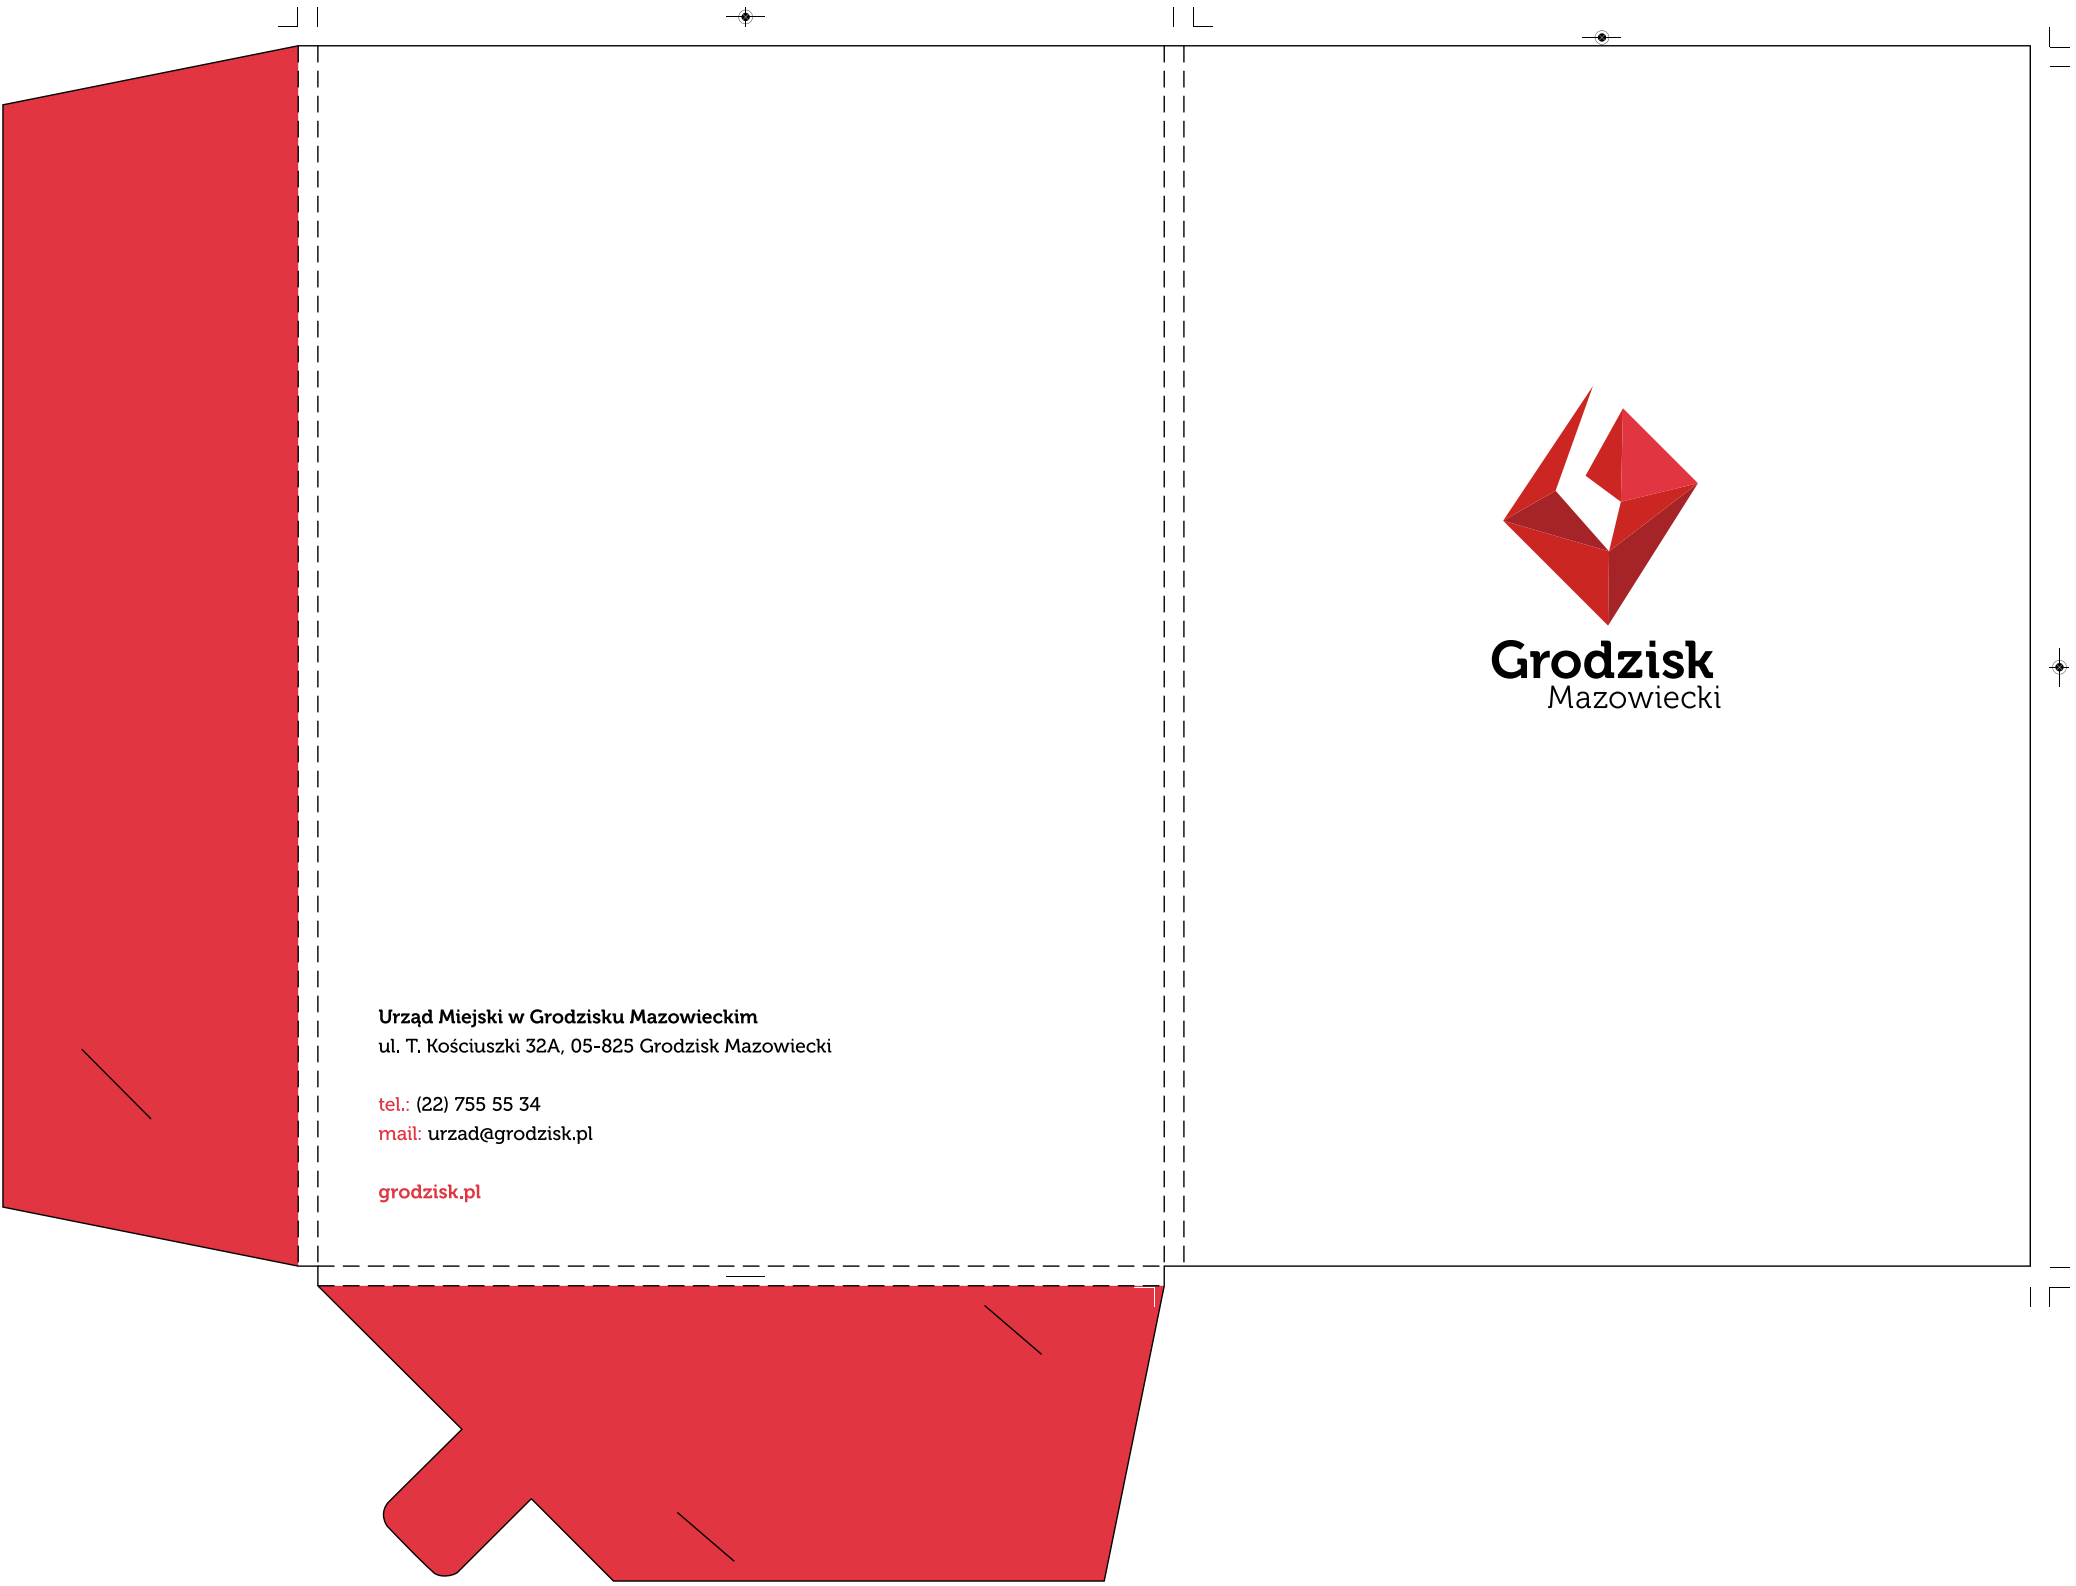 Grodzisk
Mazowiecki
Urząd Miejski w Grodzisku Mazowieckim
ul. T. Kościuszki 32A, 05-825 Grodzisk Mazowiecki
tel.: (22) 755 55 34
mail: urzad@grodzisk.pl
grodzisk.pl